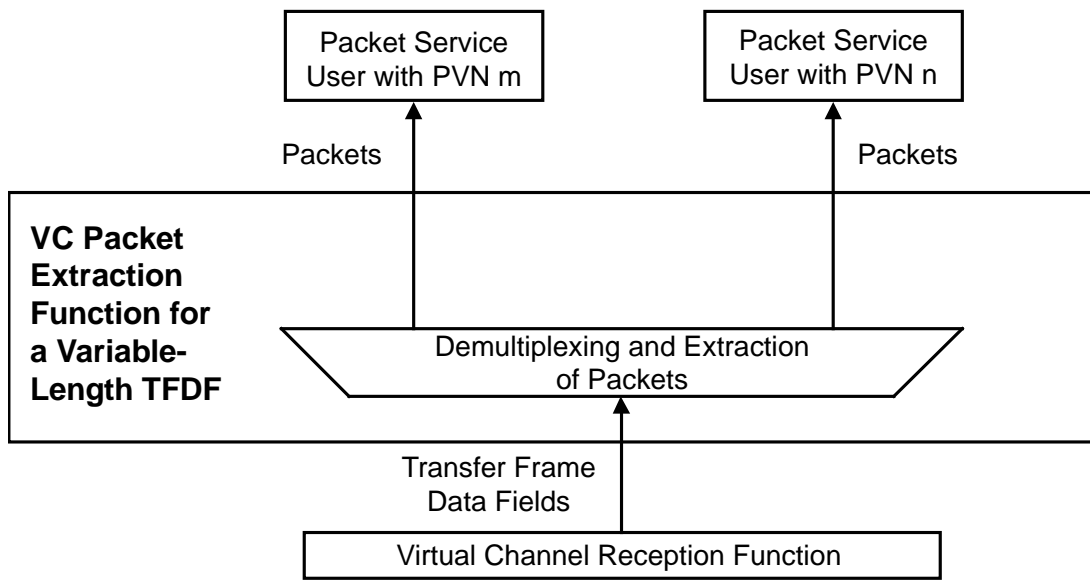 Packet Service
User with PVN m
Packet Service
User with PVN n
Packets
Packets
VC Packet
Extraction
Function for
a Variable-
Length TFDF
Demultiplexing and Extraction
of Packets
Transfer Frame
Data Fields
Virtual Channel Reception Function